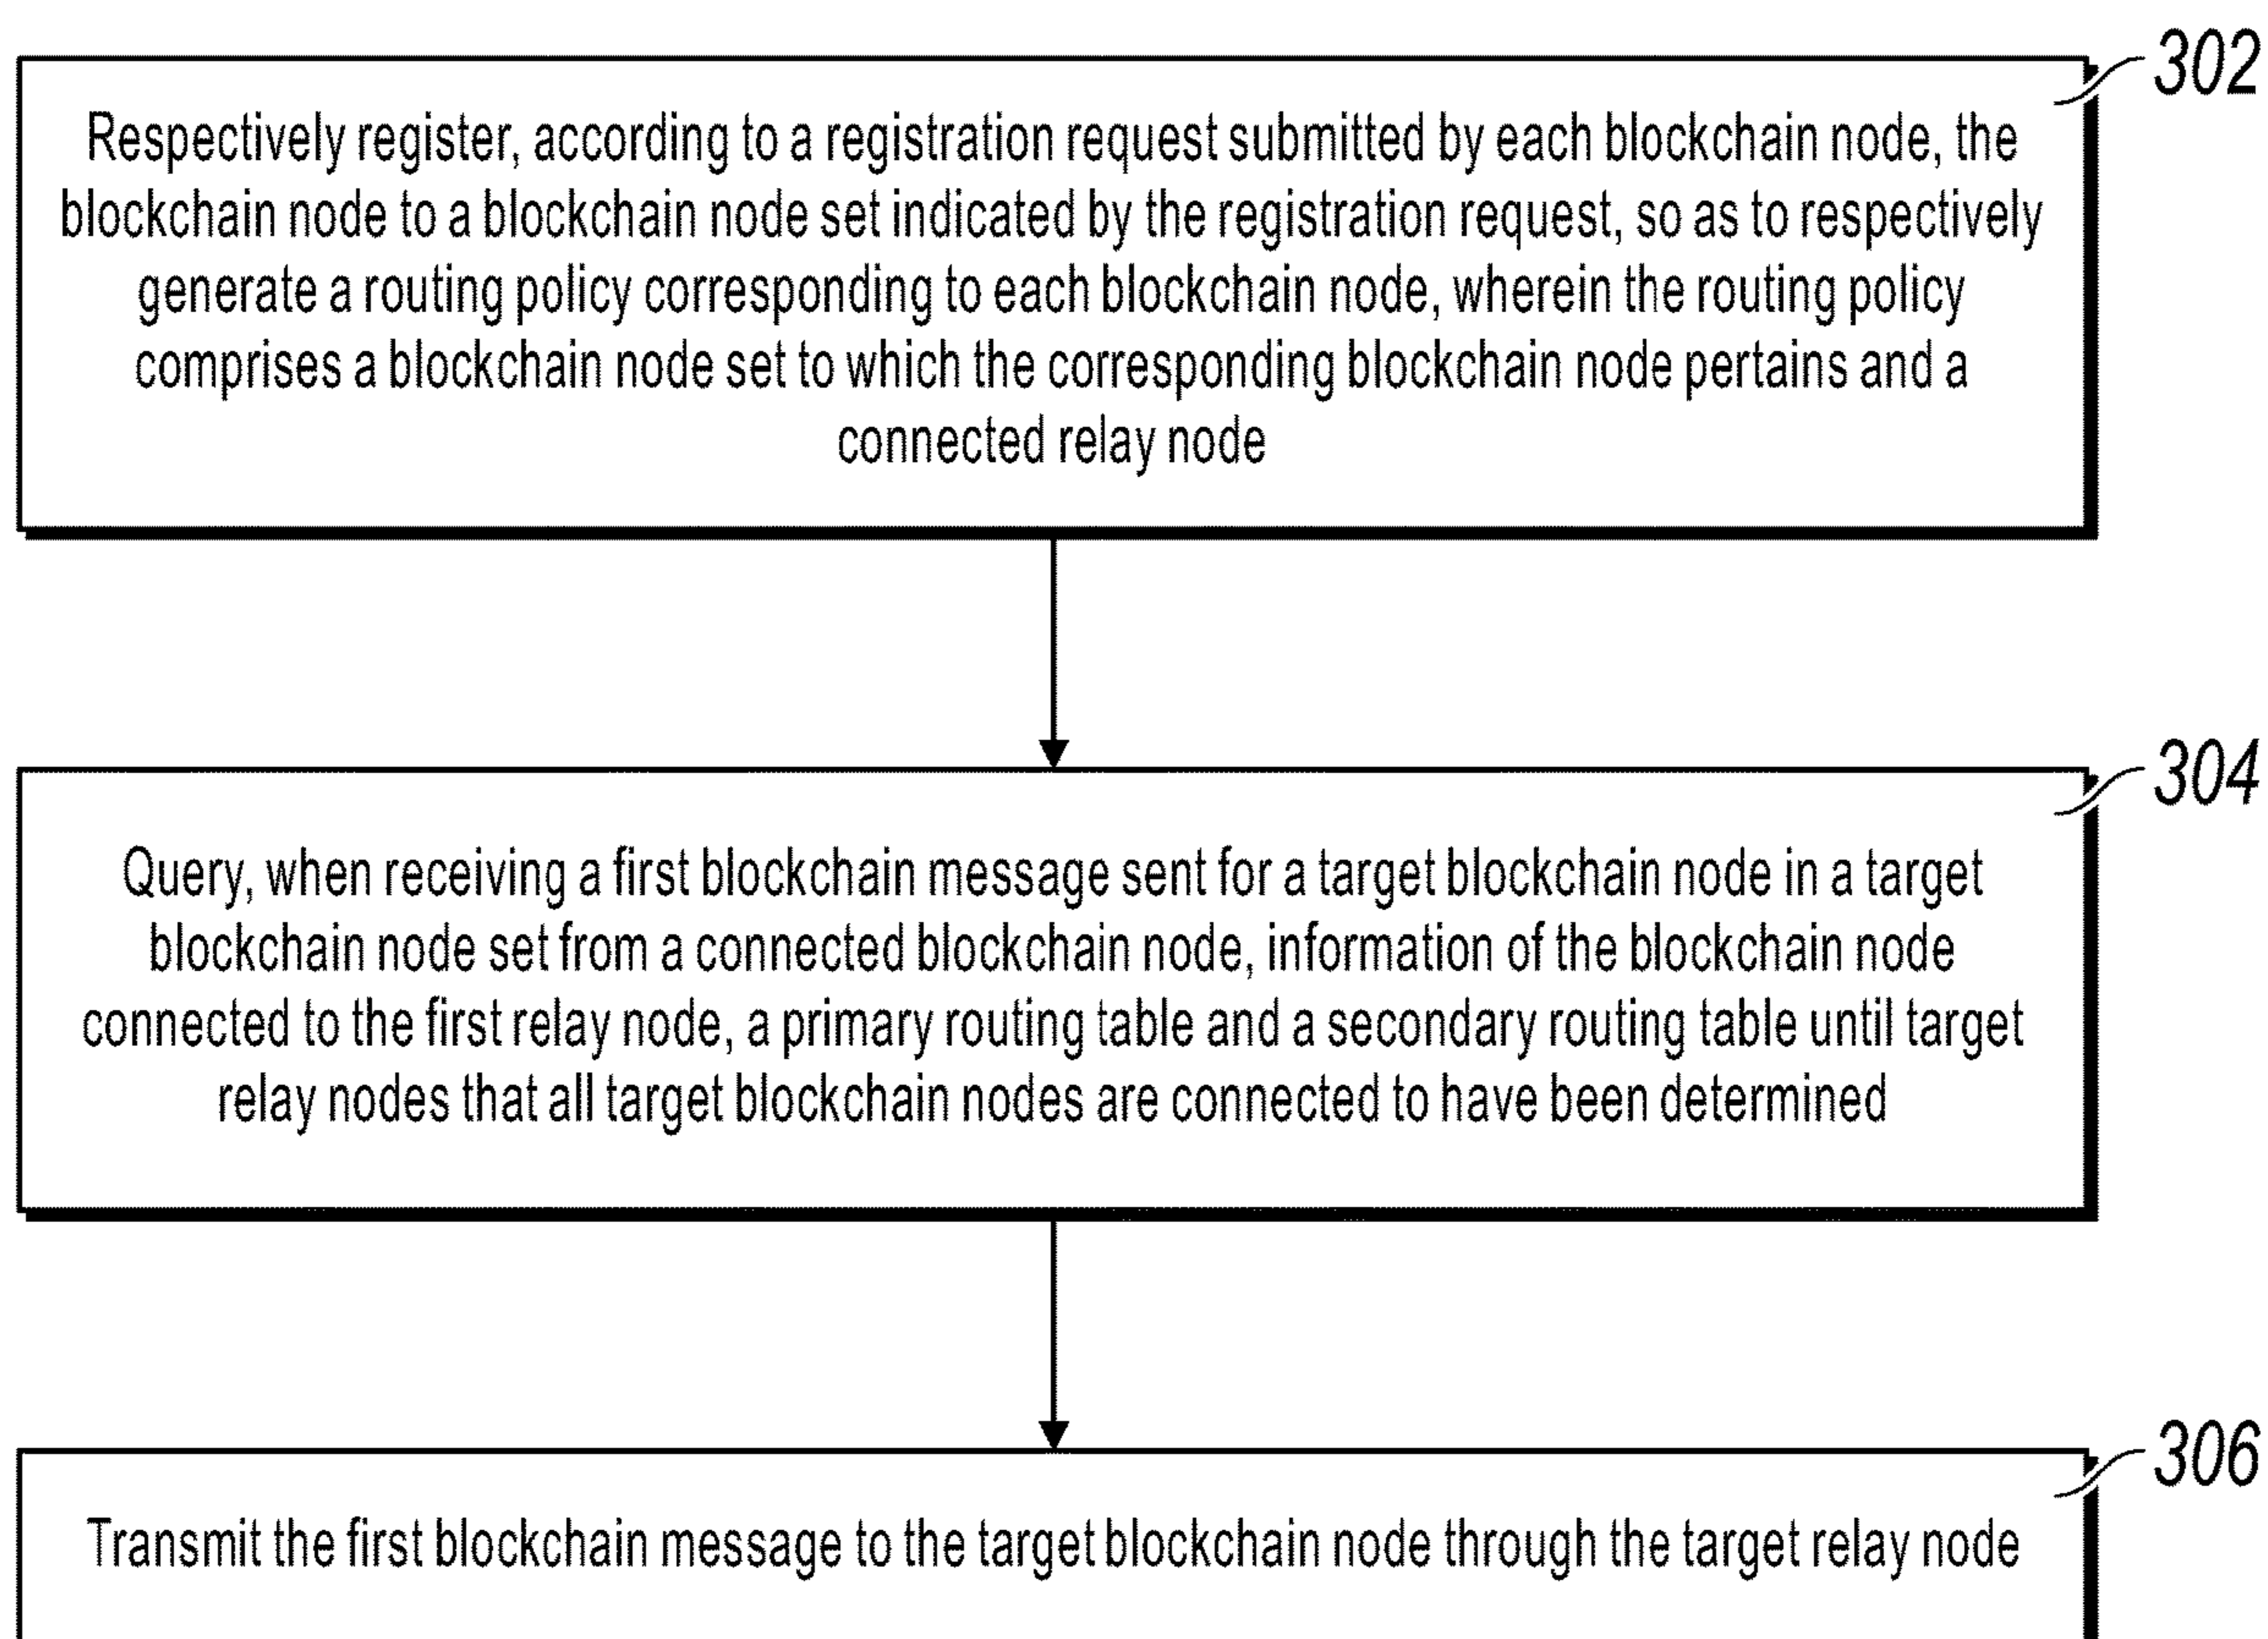 302
Respectively register, according to a registration request submitted by each blockchain node, the
blockchain node to a blockchain node set indicated by the registration request, so as to respectively
generate a routing policy corresponding to each blockchain node, wherein the routing policy
comprises a blockchain node set to which the corresponding blockchain node pertains and a
connected relay node
304
Query, when receiving a first blockchain message sent for a target blockchain node in a target
blockchain node set from a connected blockchain node, information of the blockchain node
connected to the first relay node, a primary routing table and a secondary routing table until target
relay nodes that all target blockchain nodes are connected to have been determined
306
Transmit the first blockchain message to the target blockchain node through the target relay node